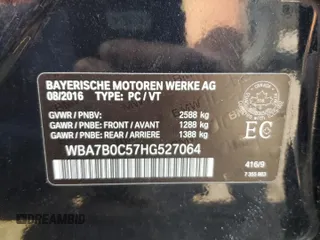 BAYERISCHE MOTOREN WERKE AG
08/2016 TYPE: PC / VT
GVWR / PNBV: 2588 kg
GAWR / PNBE: FRONT / AVANT 1288 kg
GAWR / PNBE: REAR / ARRIERE 1388 kg
WBA7B0C57HG527064
EC
416/9
DREAMBID